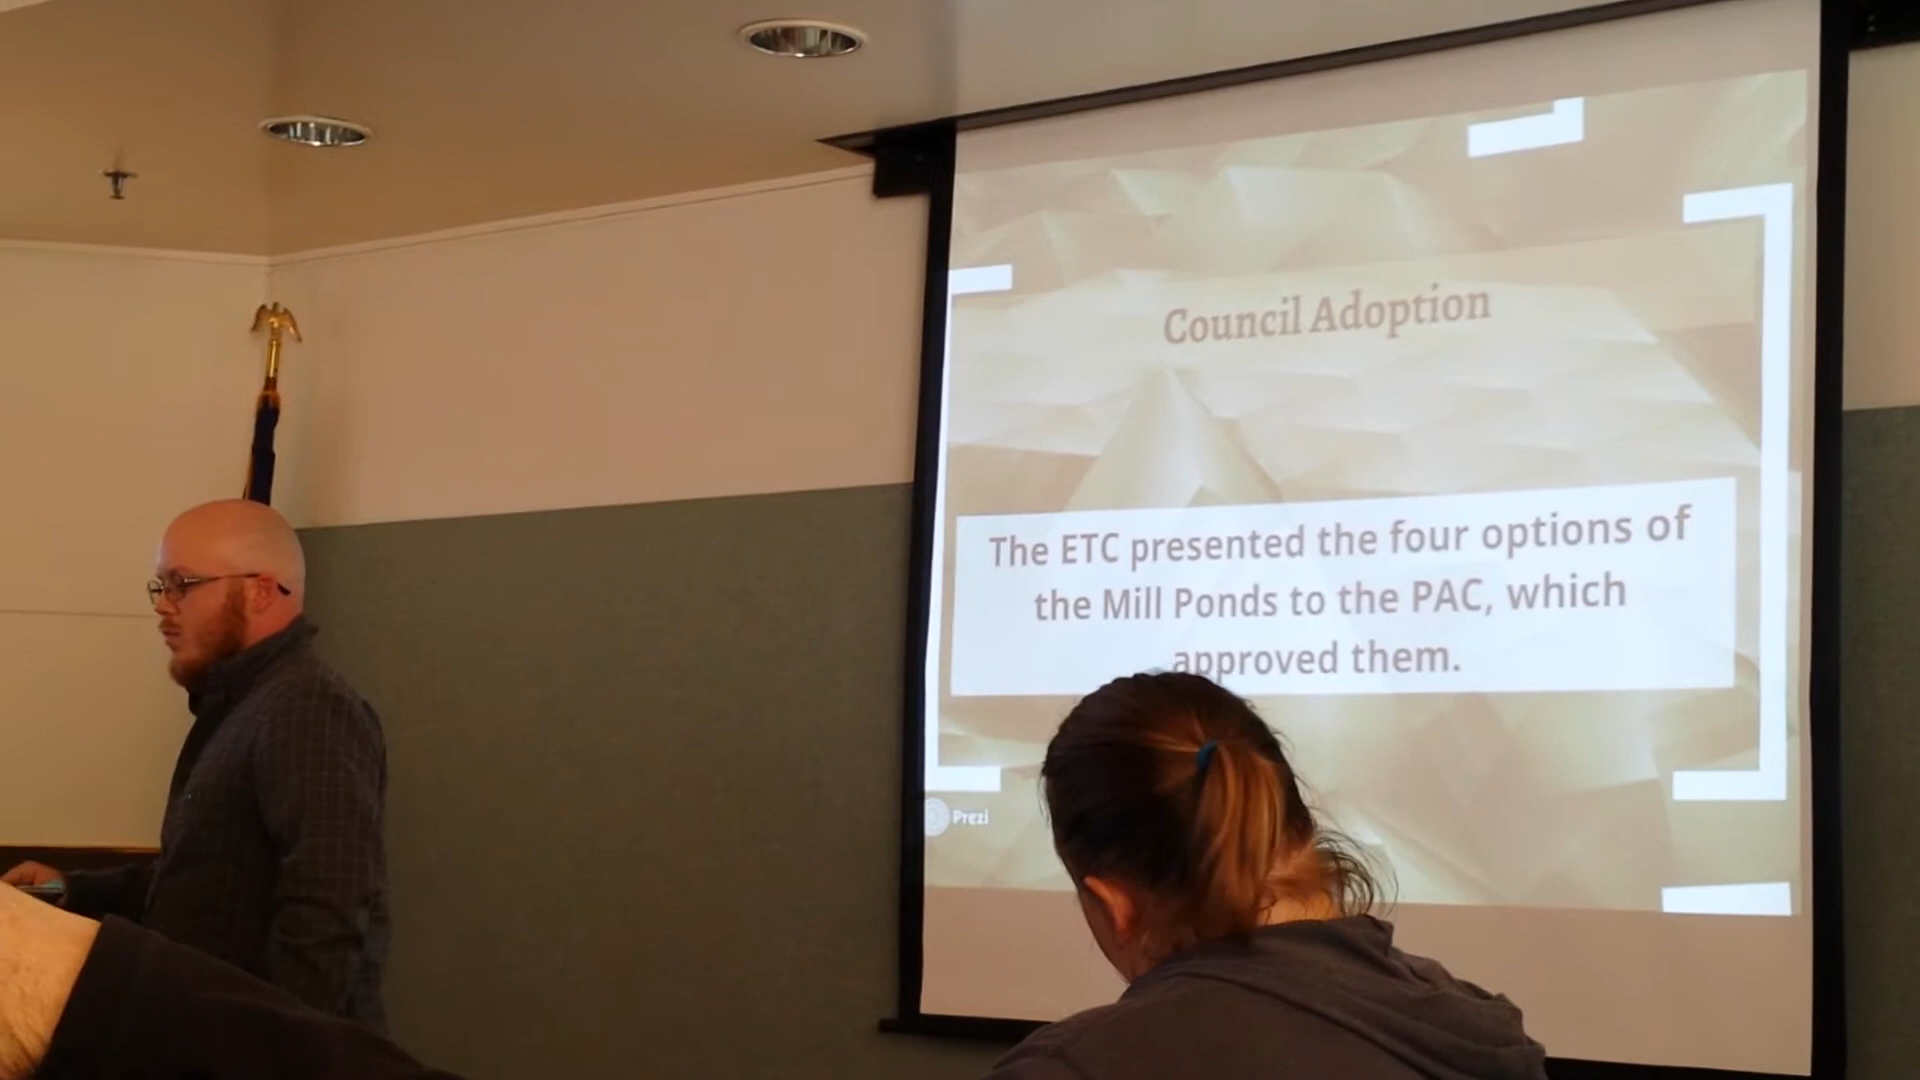 Council Adoption
The ETC presented the four options of
the Mill Ponds to the PAC, which
approved them.
Prezi